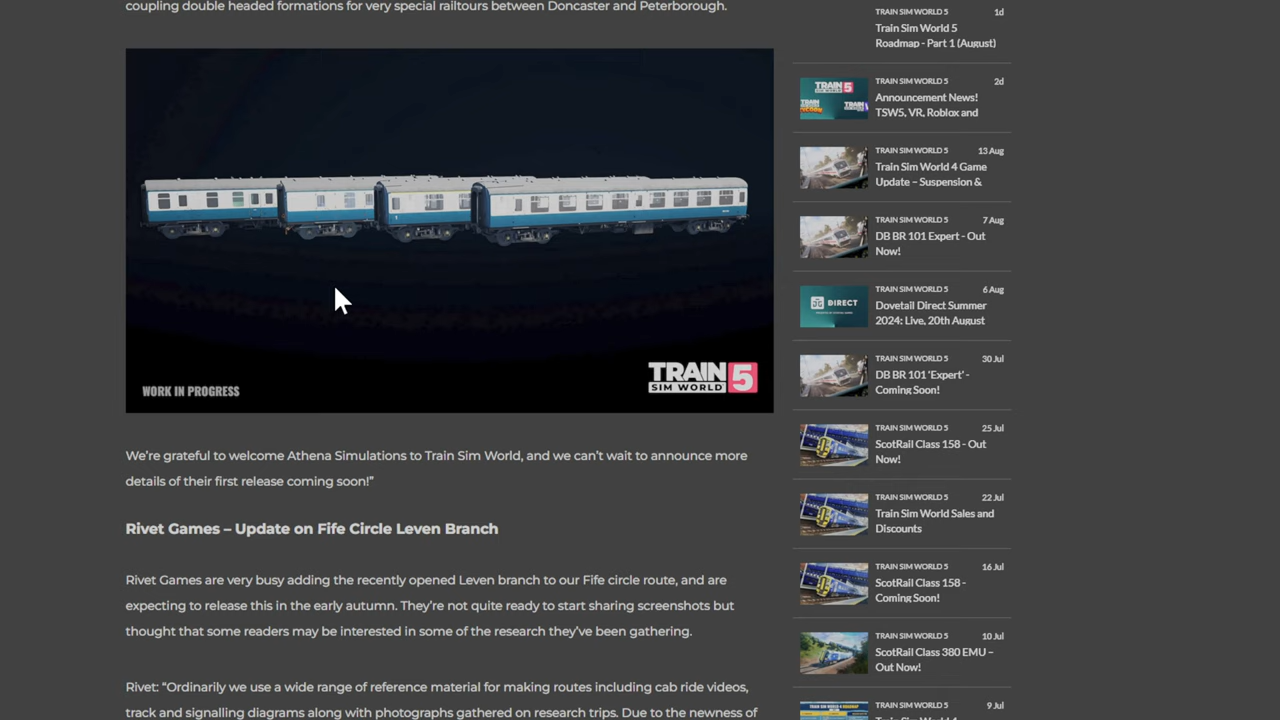 coupling double headed formations for very special railtours between Doncaster and Peterborough.
WORK IN PROGRESS
TRAIN
SIM WORLD
5
We're grateful to welcome Athena Simulations to Train Sim World, and we can't wait to announce more
details of their first release coming soon!”
Rivet Games – Update on Fife Circle Leven Branch
Rivet Games are very busy adding the recently opened Leven branch to our Fife circle route, and are
expecting to release this in the early autumn. They're not quite ready to start sharing screenshots but
thought that some readers may be interested in some of the research they've been gathering.
Rivet: “Ordinarily we use a wide range of reference material for making routes including cab ride videos,
track and signalling diagrams along with photographs gathered on research trips. Due to the newness of
TRAIN SIM WORLD 5 1d
Train Sim World 5
Roadmap - Part 1 (August)
TRAIN SIM WORLD 5 2d
Announcement News!
TSW5, VR, Roblox and
TRAIN SIM WORLD 5 13 Aug
Train Sim World 4 Game
Update – Suspension &
TRAIN SIM WORLD 5 7 Aug
DB BR 101 Expert - Out
Now!
TRAIN SIM WORLD 5 6 Aug
Dovetail Direct Summer
2024: Live, 20th August
DIRECT
TRAIN SIM WORLD 5 30 Jul
DB BR 101 'Expert' -
Coming Soon!
TRAIN SIM WORLD 5 25 Jul
ScotRail Class 158 - Out
Now!
TRAIN SIM WORLD 5 22 Jul
Train Sim World Sales and
Discounts
TRAIN SIM WORLD 5 16 Jul
ScotRail Class 158 -
Coming Soon!
TRAIN SIM WORLD 5 10 Jul
ScotRail Class 380 EMU –
Out Now!
TRAIN SIM WORLD 5 9 Jul
Train Sim World 4